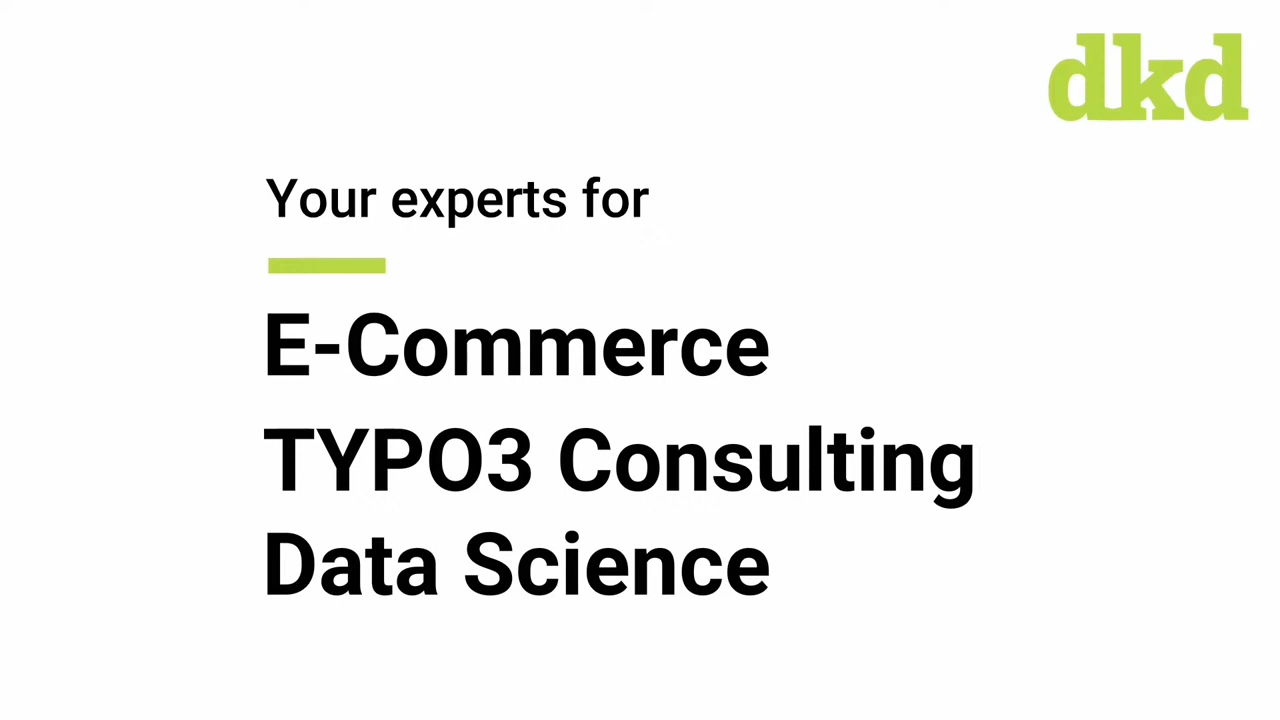 dkd
Your experts for
E-Commerce
TYPO3 Consulting
Data Science